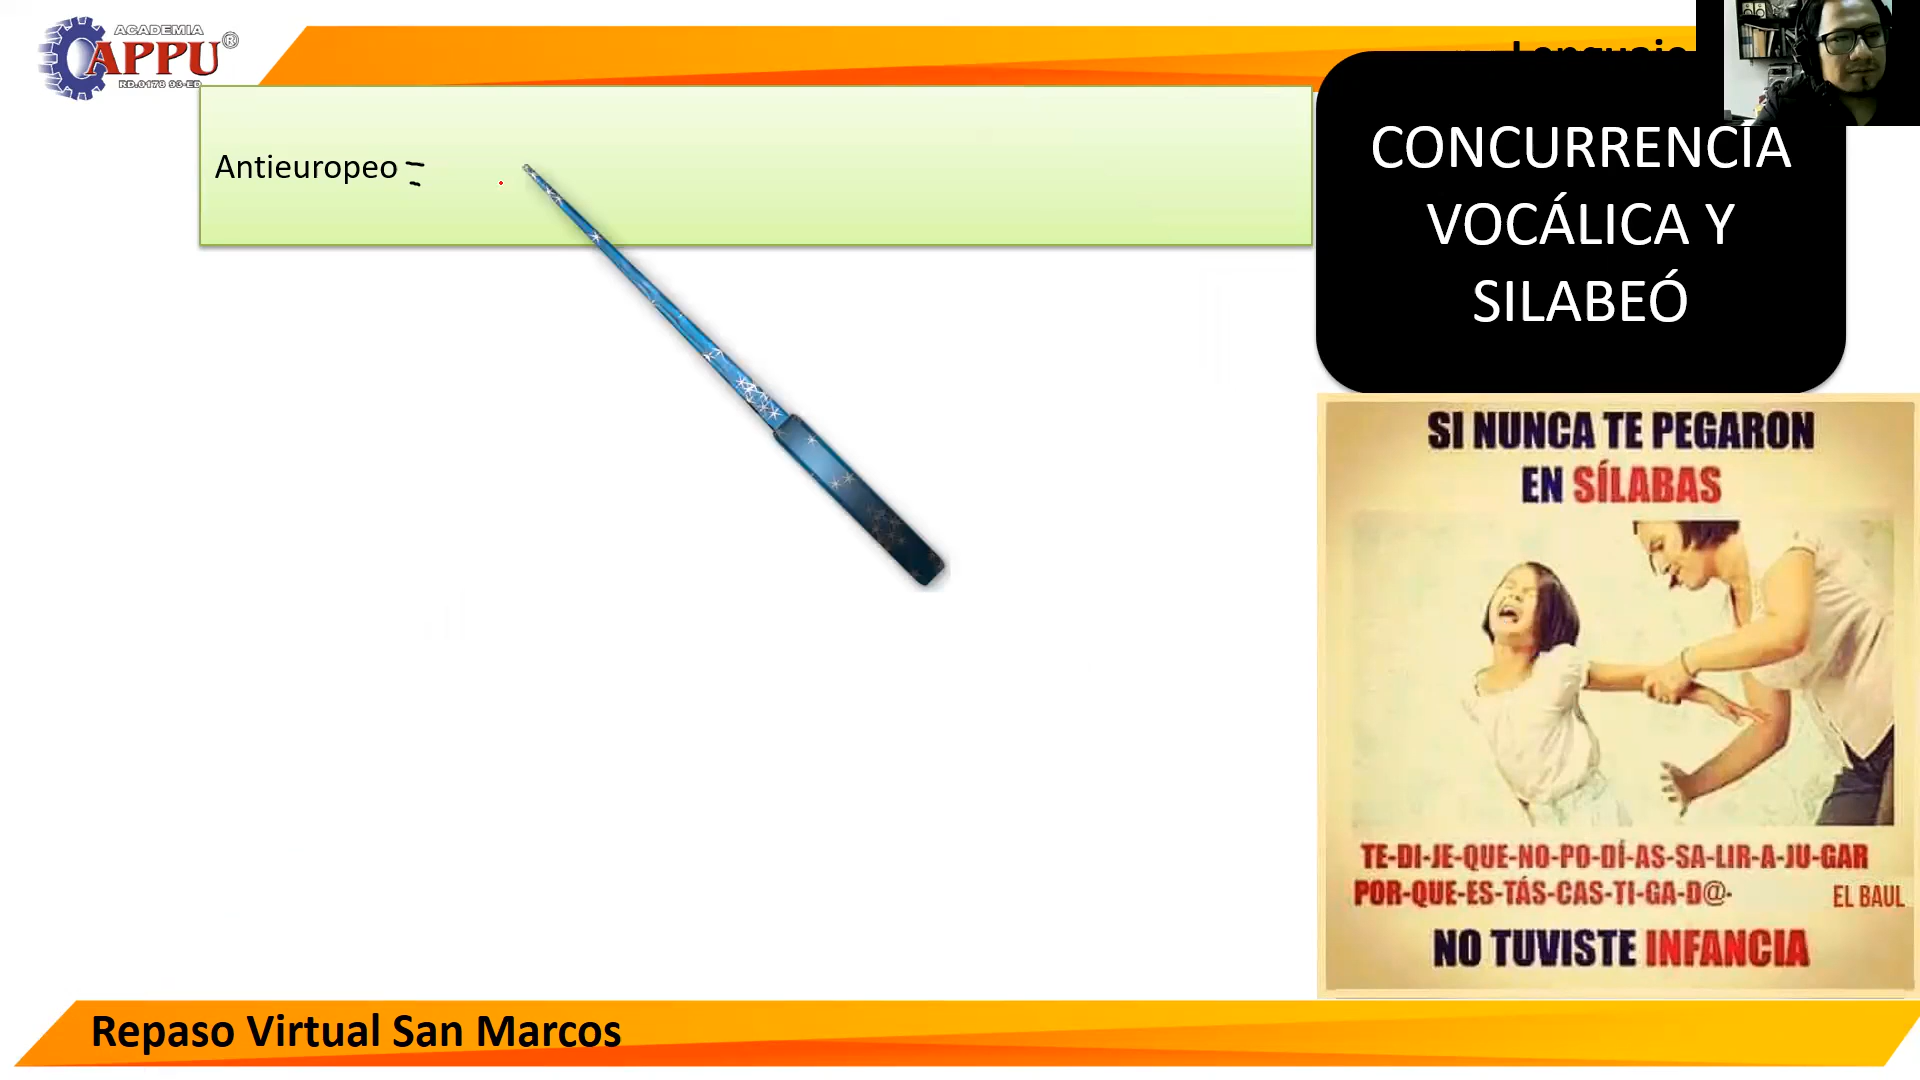 ACADEMIA
APPU®
RD.0178 93-ED
Lenguaje
Antieuropeo =
CONCURRENCIA
VOCÁLICA Y
SILABEÓ
SI NUNCA TE PEGARON
EN SÍLABAS
TE-DI-JE-QUE-NO-PO-DÍ-AS-SA-LIR-A-JU-GAR
POR-QUE-ES-TÁS-CAS-TI-GA-D@-
EL BAUL
NO TUVISTE INFANCIA
Repaso Virtual San Marcos